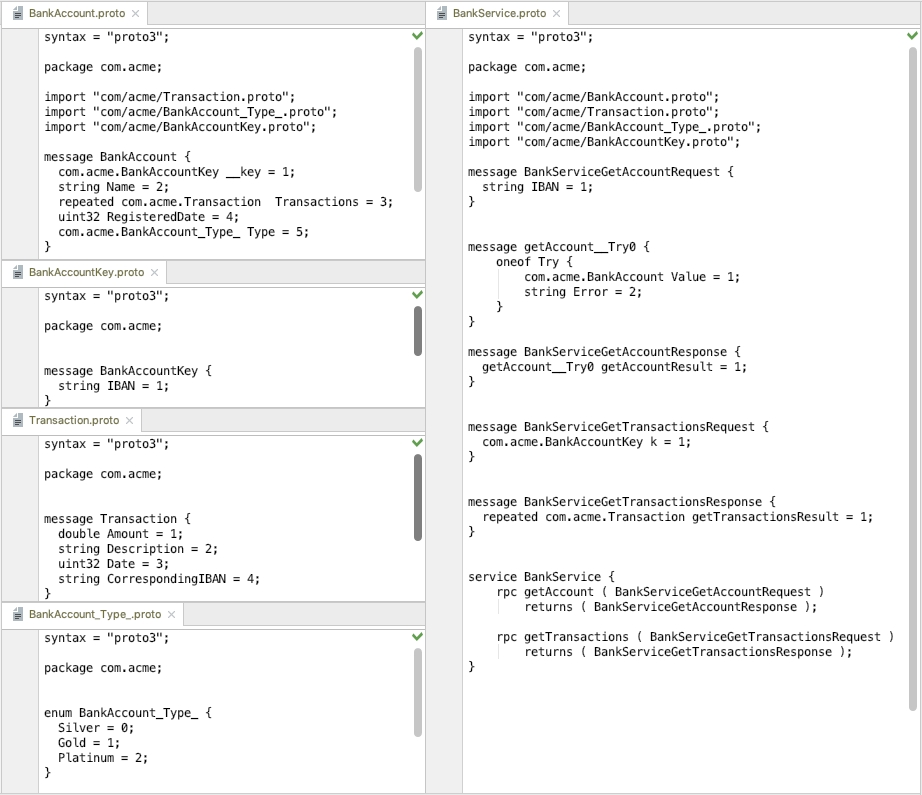 BankAccount.proto
syntax = "proto3";
package com.acme;
import "com/acme/Transaction.proto";
import "com/acme/BankAccount_Type_.proto";
import "com/acme/BankAccountKey.proto";
message BankAccount {
  com.acme.BankAccountKey __key = 1;
  string Name = 2;
  repeated com.acme.Transaction  Transactions = 3;
  uint32 RegisteredDate = 4;
  com.acme.BankAccount_Type_ Type = 5;
}
BankAccountKey.proto
syntax = "proto3";
package com.acme;
message BankAccountKey {
  string IBAN = 1;
}
Transaction.proto
syntax = "proto3";
package com.acme;
message Transaction {
  double Amount = 1;
  string Description = 2;
  uint32 Date = 3;
  string CorrespondingIBAN = 4;
}
BankAccount_Type_.proto
syntax = "proto3";
package com.acme;
enum BankAccount_Type_ {
  Silver = 0;
  Gold = 1;
  Platinum = 2;
}
BankService.proto
syntax = "proto3";
package com.acme;
import "com/acme/BankAccount.proto";
import "com/acme/Transaction.proto";
import "com/acme/BankAccount_Type_.proto";
import "com/acme/BankAccountKey.proto";
message BankServiceGetAccountRequest {
  string IBAN = 1;
}
message getAccount__Try0 {
    oneof Try {
        com.acme.BankAccount Value = 1;
        string Error = 2;
    }
}
message BankServiceGetAccountResponse {
  getAccount__Try0 getAccountResult = 1;
}
message BankServiceGetTransactionsRequest {
  com.acme.BankAccountKey k = 1;
}
message BankServiceGetTransactionsResponse {
  repeated com.acme.Transaction getTransactionsResult = 1;
}
service BankService {
    rpc getAccount ( BankServiceGetAccountRequest )
        returns ( BankServiceGetAccountResponse );
    rpc getTransactions ( BankServiceGetTransactionsRequest )
        returns ( BankServiceGetTransactionsResponse );
}